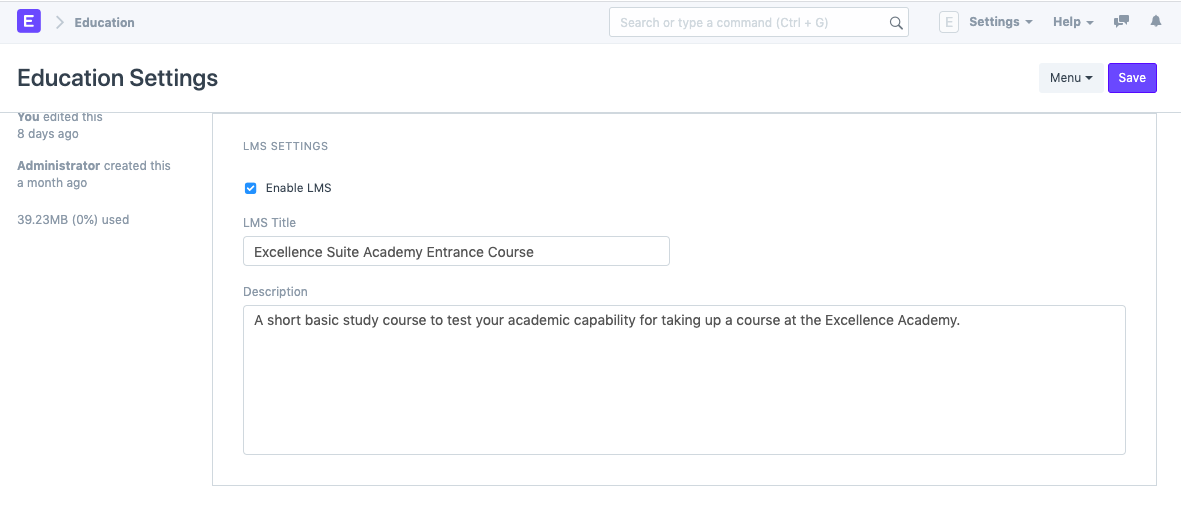 E Education Search or type a command (Ctrl + G) E Settings Help
Education Settings Menu Save
You edited this
8 days ago
Administrator created this
a month ago
39.23MB (0%) used
LMS SETTINGS
Enable LMS
LMS Title
Excellence Suite Academy Entrance Course
Description
A short basic study course to test your academic capability for taking up a course at the Excellence Academy.